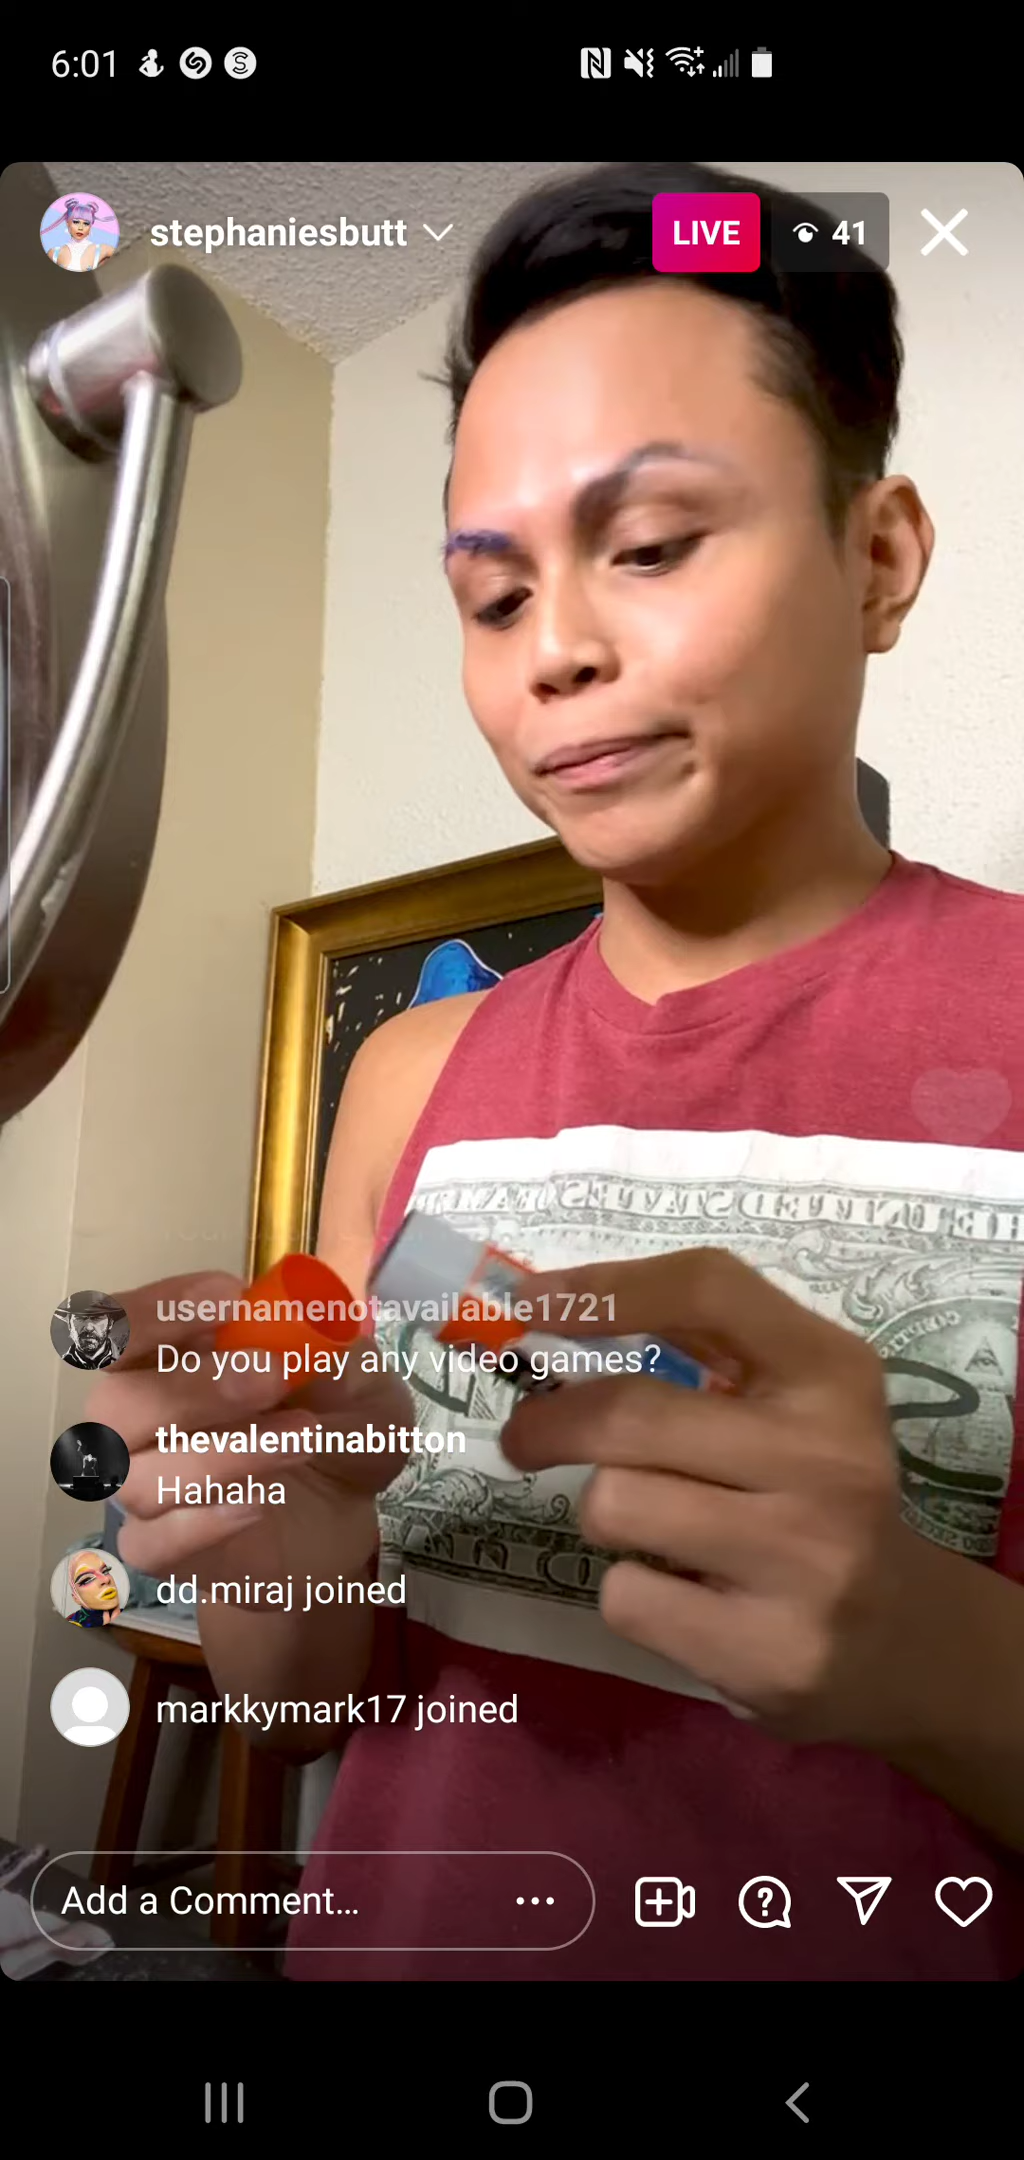 6:01
stephaniesbutt
LIVE
41
usernamenotavailable1721
Do you play any video games?
thevalentinabitton
Hahaha
dd.miraj joined
markkymark17 joined
Add a Comment...